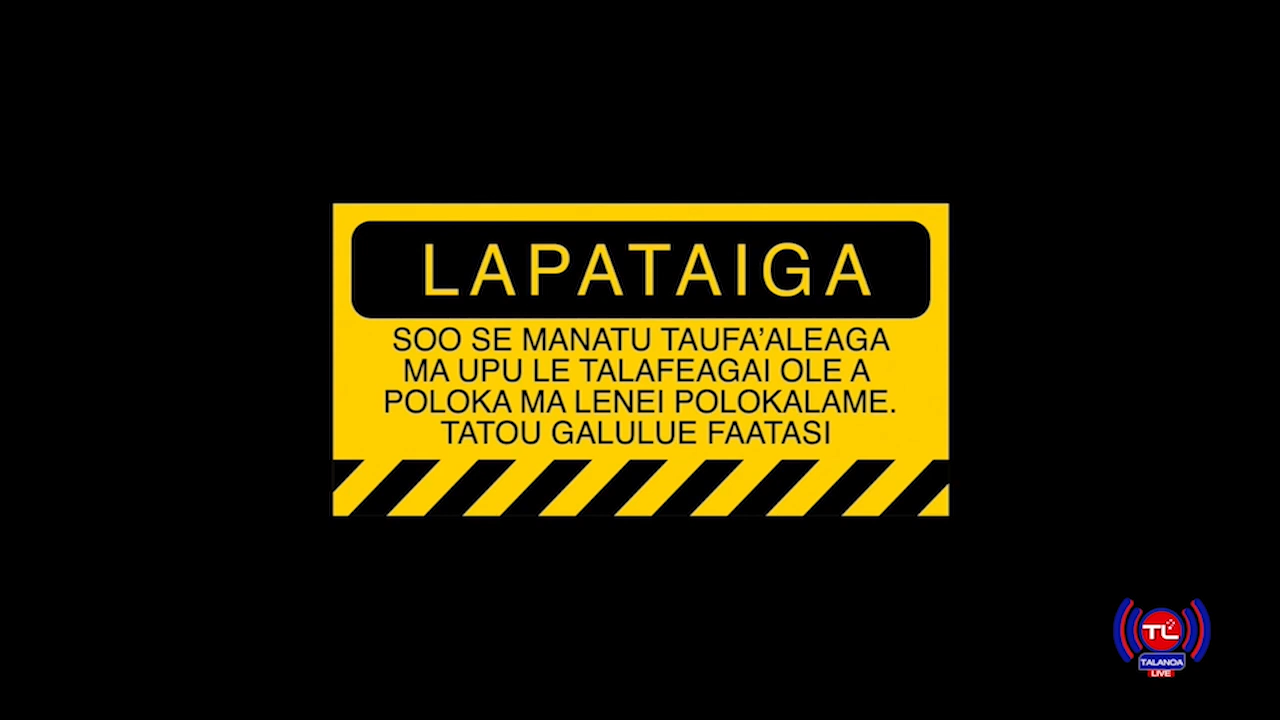 LAPATAIGA
SOO SE MANATU TAUFA’ALEAGA
MA UPU LE TALAFEAGAI OLE A
POLOKA MA LENEI POLOKALAME.
TATOU GALULUE FAATASI
TL
TALANOA
LIVE